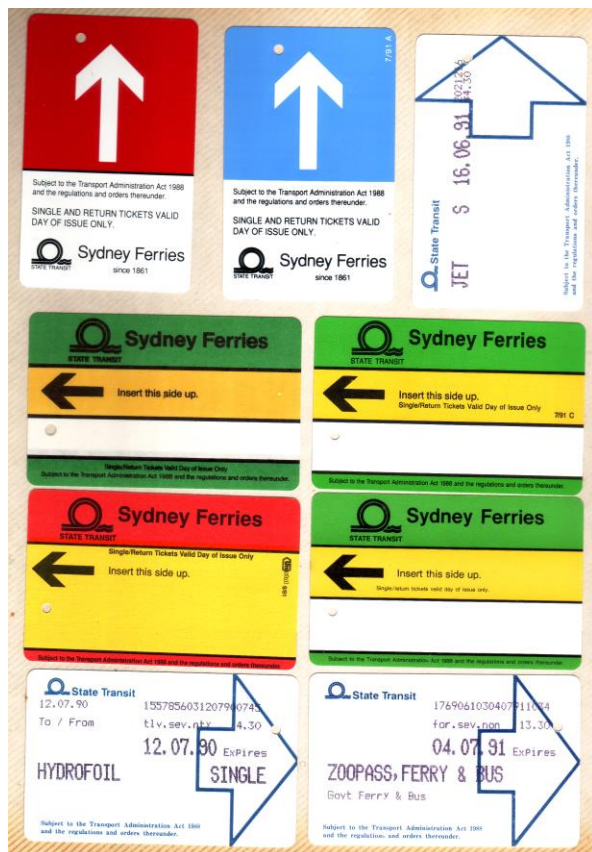 Subject to the Transport Administration Act 1988
and the regulations and orders thereunder.
SINGLE AND RETURN TICKETS VALID
DAY OF ISSUE ONLY.
STATE TRANSIT
Sydney Ferries
since 1861
7/91 A
Subject to the Transport Administration Act 1988
and the regulations and orders thereunder.
SINGLE AND RETURN TICKETS VALID
DAY OF ISSUE ONLY.
STATE TRANSIT
Sydney Ferries
since 1861
State Transit
JET S 16.06.91
Subject to the Transport Administration Act 1988
and the regulations and orders thereunder.
STATE TRANSIT
Sydney Ferries
Insert this side up.
Single/Return Tickets Valid Day of Issue Only
Subject to the Transport Administration Act 1988 and the regulations and orders thereunder.
STATE TRANSIT
Sydney Ferries
Insert this side up.
Single/Return Tickets Valid Day of Issue Only
7/91 C
Subject to the Transport Administration Act 1988 and the regulations and orders thereunder.
STATE TRANSIT
Sydney Ferries
Single/Return Tickets Valid Day of Issue Only
Insert this side up.
Subject to the Transport Administration Act 1988 and the regulations and orders thereunder.
STATE TRANSIT
Sydney Ferries
Insert this side up.
Single/return tickets valid day of issue only.
Subject to the Transport Administration Act 1988 and the regulations and orders thereunder.
State Transit
12.07.90 1557856031207900745
To / From tlv.sev.ntx 4.30
12.07.90 Expires
HYDROFOIL SINGLE
Subject to the Transport Administration Act 1988
and the regulations and orders thereunder.
State Transit
for.sev.non 13.30
04.07.91 Expires
ZOOPASS, FERRY & BUS
Govt Ferry & Bus
Subject to the Transport Administration Act 1988
and the regulations and orders thereunder.